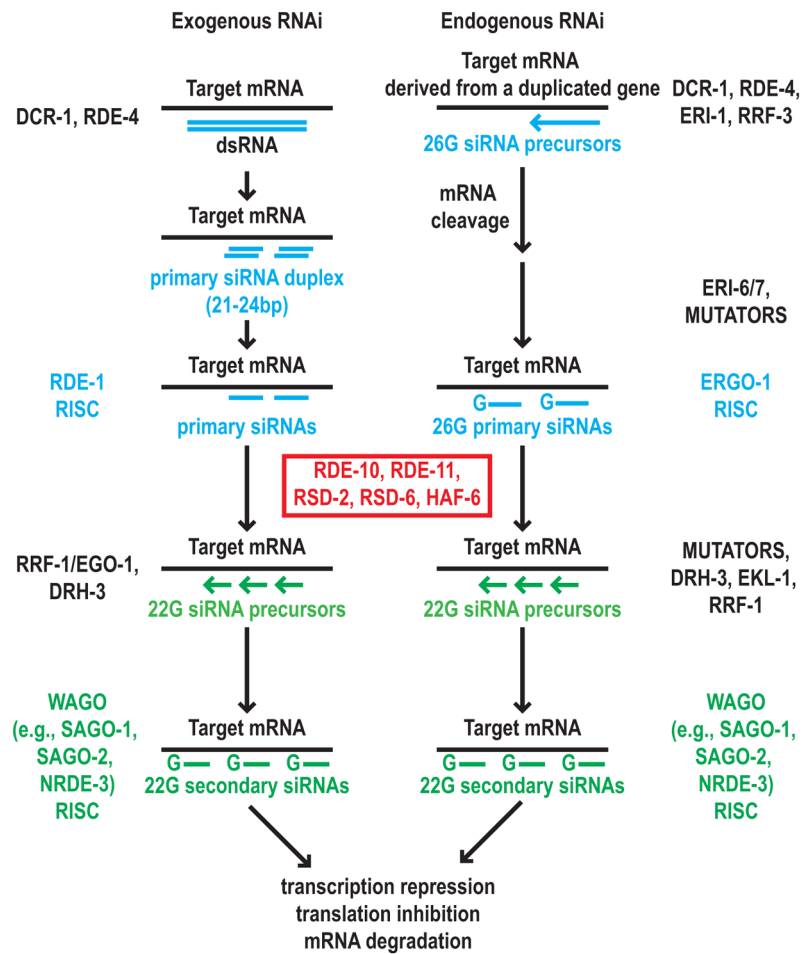 Exogenous RNAi
Endogenous RNAi
Target mRNA
DCR-1, RDE-4
dsRNA
Target mRNA
derived from a duplicated gene
DCR-1, RDE-4,
ERI-1, RRF-3
26G siRNA precursors
mRNA
cleavage
Target mRNA
primary siRNA duplex
(21-24bp)
ERI-6/7,
MUTATORS
RDE-1
RISC
Target mRNA
primary siRNAs
Target mRNA
G
G
26G primary siRNAs
ERGO-1
RISC
RDE-10, RDE-11,
RSD-2, RSD-6, HAF-6
RRF-1/EGO-1,
DRH-3
Target mRNA
22G siRNA precursors
Target mRNA
22G siRNA precursors
MUTATORS,
DRH-3, EKL-1,
RRF-1
WAGO
(e.g., SAGO-1,
SAGO-2,
NRDE-3)
RISC
Target mRNA
G
G
G
22G secondary siRNAs
Target mRNA
G
G
G
22G secondary siRNAs
WAGO
(e.g., SAGO-1,
SAGO-2,
NRDE-3)
RISC
transcription repression
translation inhibition
mRNA degradation